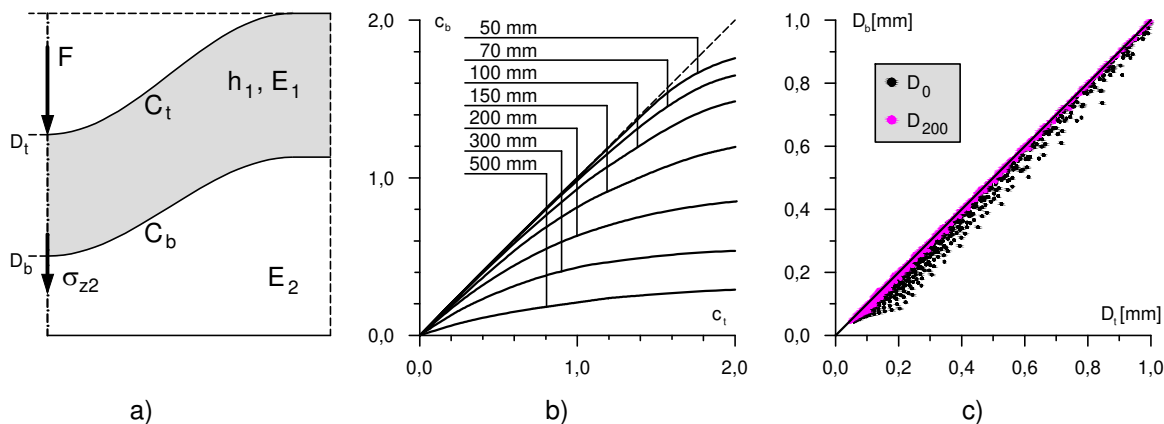 F
h1, E1
Ct
Dt
Cb
Db
σz2
E2
a)
cb
2,0
50 mm
70 mm
100 mm
150 mm
200 mm
300 mm
500 mm
1,0
0,0
ct
0,0 1,0 2,0
b)
Db[mm]
1,0
D0
D200
0,8
0,6
0,4
0,2
0,0
Dt[mm]
0,0 0,2 0,4 0,6 0,8 1,0
c)